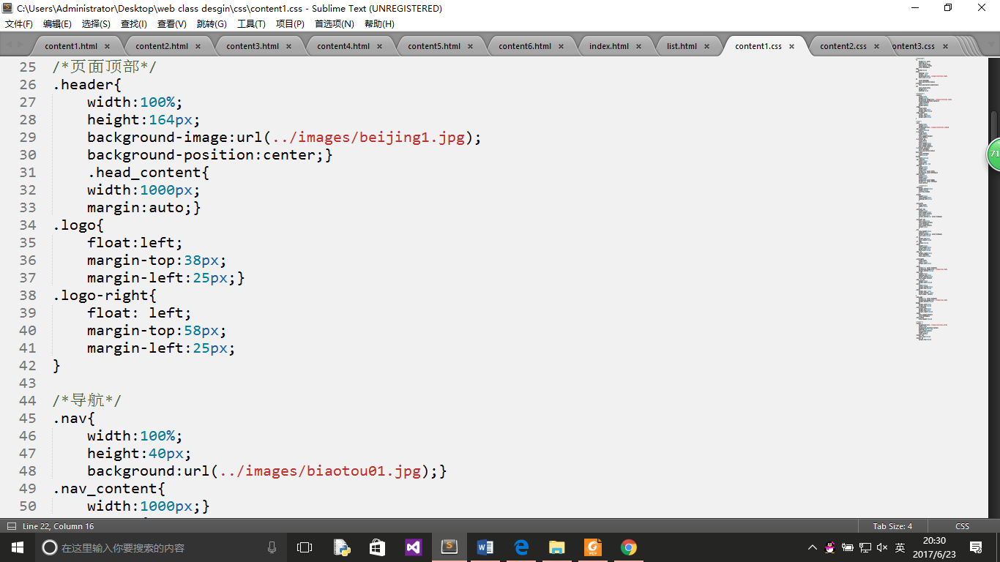 C:\Users\Administrator\Desktop\web class desgin\css\content1.css - Sublime Text (UNREGISTERED)
文件(F) 编辑(E) 选择(S) 查找(I) 查看(V) 跳转(G) 工具(T) 项目(P) 首选项(N) 帮助(H)
content1.html content2.html content3.html content4.html content5.html content6.html index.html list.html content1.css content2.css ontent3.css
25 /*页面顶部*/
26 .header{
27 width:100%;
28 height:164px;
29 background-image:url(../images/beijing1.jpg);
30 background-position:center;}
31 .head_content{
32 width:1000px;
33 margin:auto;}
34 .logo{
35 float:left;
36 margin-top:38px;
37 margin-left:25px;}
38 .logo-right{
39 float: left;
40 margin-top:58px;
41 margin-left:25px;
42 }
43
44 /*导航*/
45 .nav{
46 width:100%;
47 height:40px;
48 background:url(../images/biaotou01.jpg);}
49 .nav_content{
50 width:1000px;}
71
Line 22, Column 16 Tab Size: 4 CSS
在这里输入你要搜索的内容
英
20:30
2017/6/23